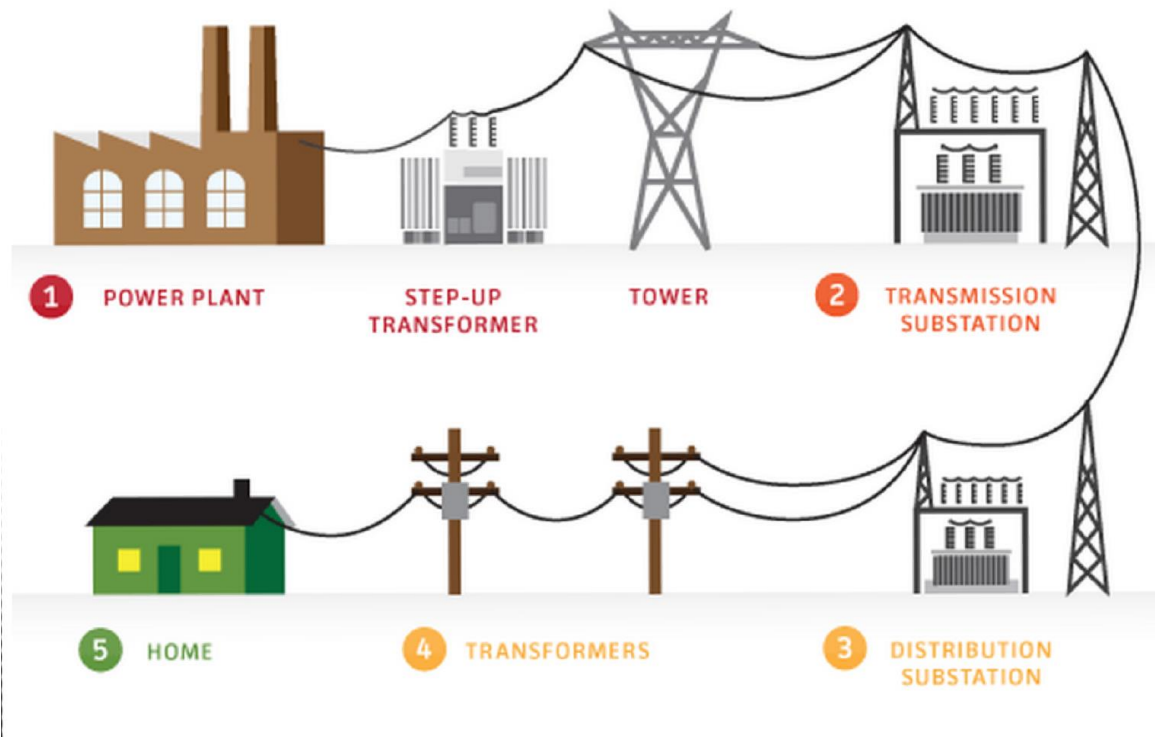 1 POWER PLANT
STEP-UP
TRANSFORMER
TOWER
2 TRANSMISSION
SUBSTATION
5 HOME
4 TRANSFORMERS
3 DISTRIBUTION
SUBSTATION